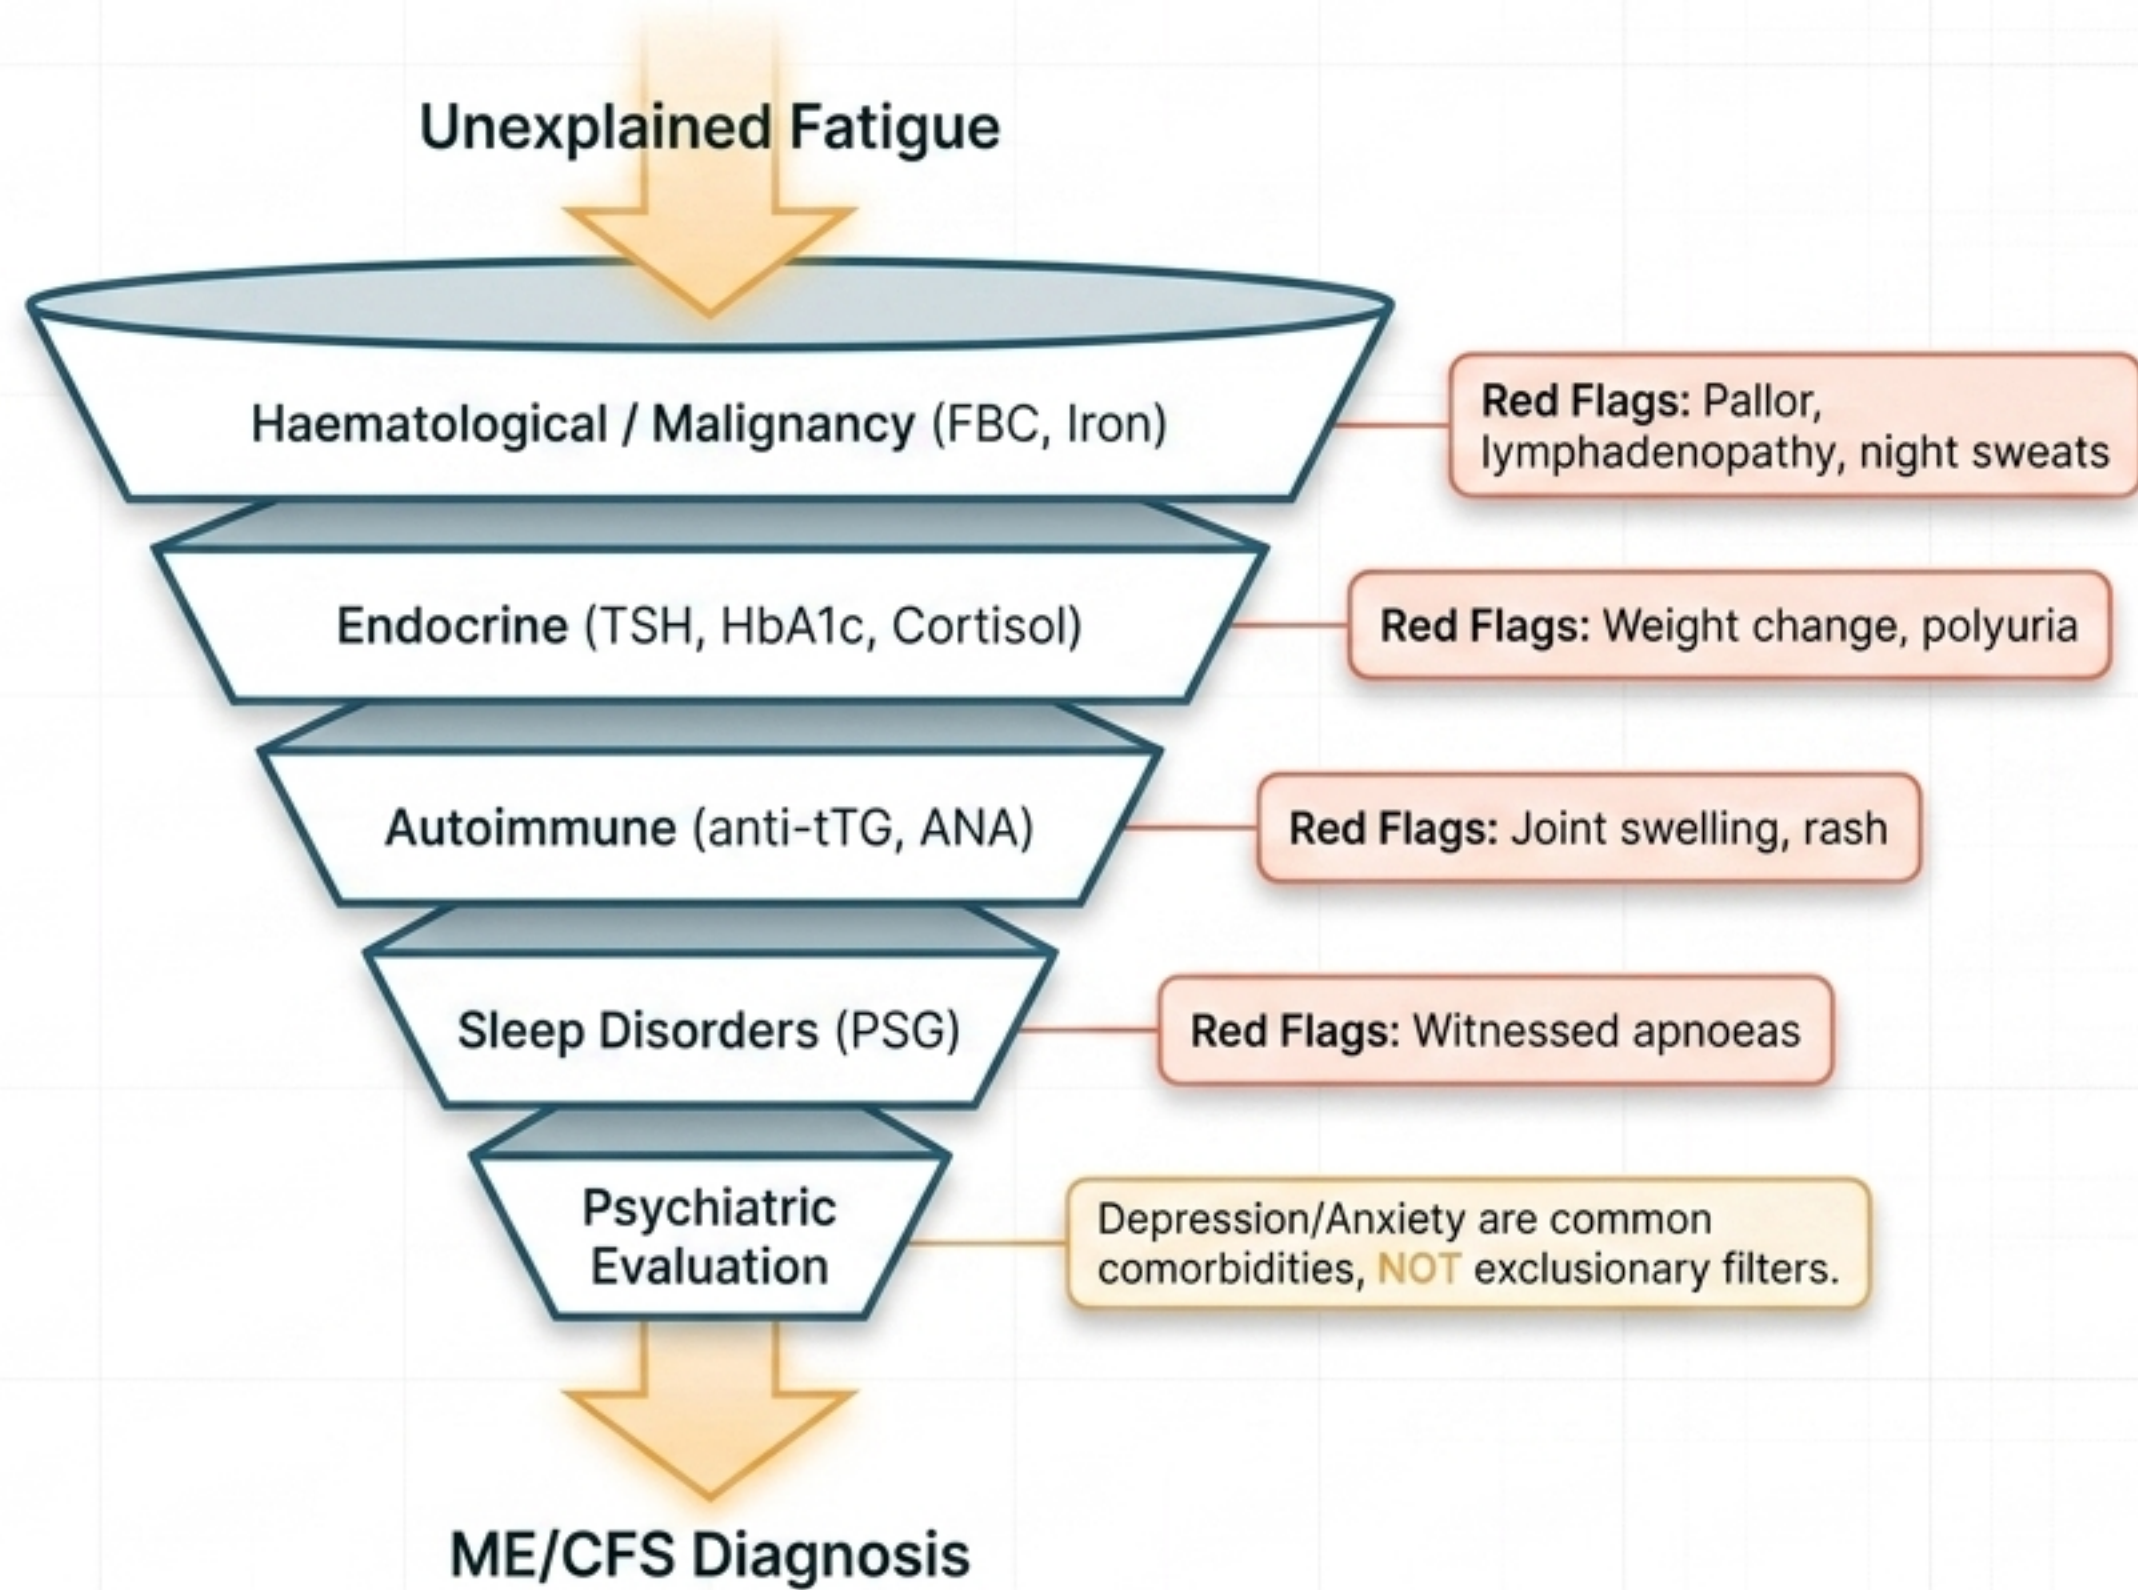 Unexplained Fatigue
Haematological / Malignancy (FBC, Iron)
Red Flags: Pallor,
lymphadenopathy, night sweats
Endocrine (TSH, HbA1c, Cortisol)
Red Flags: Weight change, polyuria
Autoimmune (anti-tTG, ANA)
Red Flags: Joint swelling, rash
Sleep Disorders (PSG)
Red Flags: Witnessed apnoeas
Psychiatric
Evaluation
Depression/Anxiety are common
comorbidities, NOT exclusionary filters.
ME/CFS Diagnosis